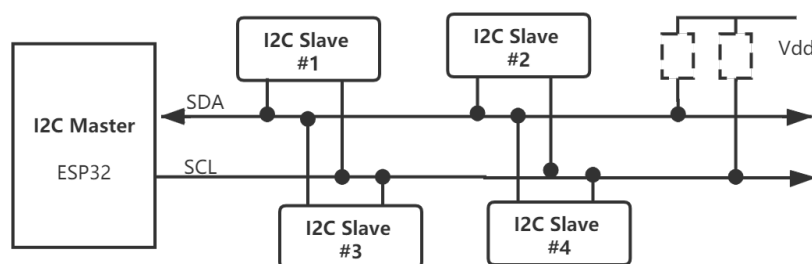 I2C Slave
#1
I2C Slave
#2
Vdd
SDA
I2C Master
ESP32
SCL
I2C Slave
#3
I2C Slave
#4